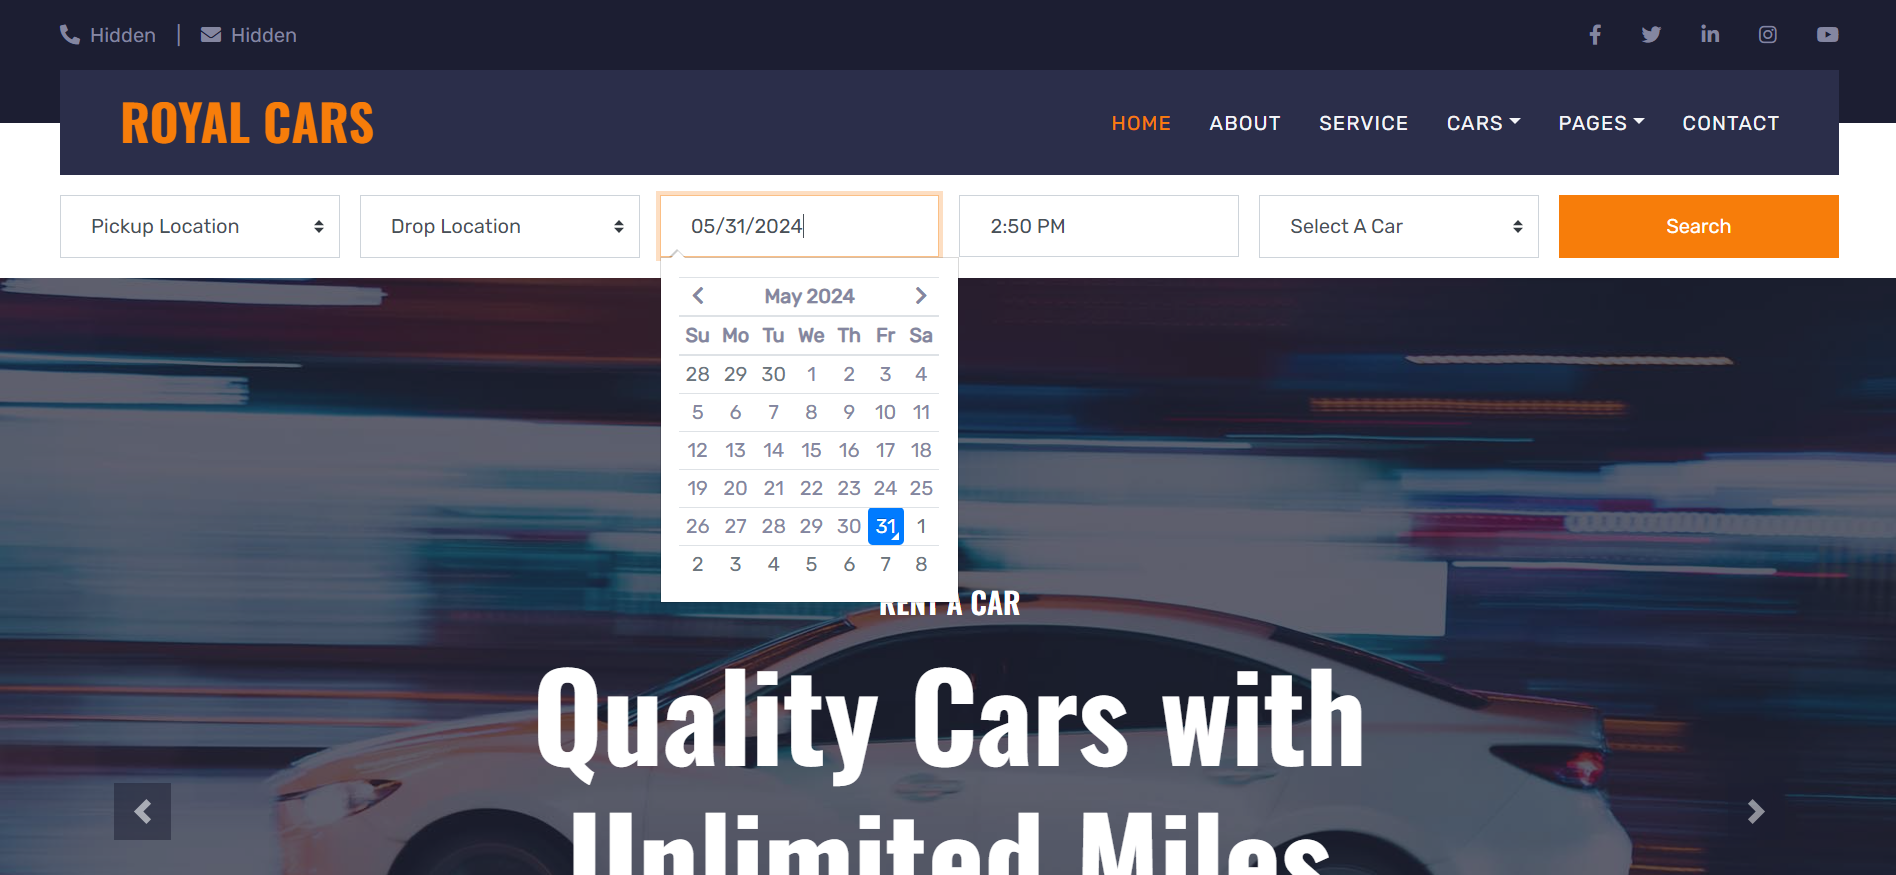 Hidden | Hidden
ROYAL CARS
HOME ABOUT SERVICE CARS PAGES CONTACT
Pickup Location Drop Location 05/31/2024 2:50 PM Select A Car Search
May 2024
Su Mo Tu We Th Fr Sa
28 29 30 1 2 3 4
5 6 7 8 9 10 11
12 13 14 15 16 17 18
19 20 21 22 23 24 25
26 27 28 29 30 31 1
2 3 4 5 6 7 8
RENT A CAR
Quality Cars with
Unlimited Miles